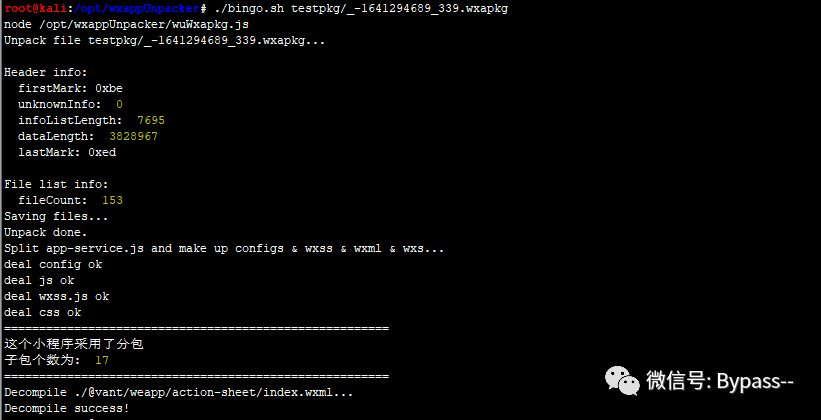 root@kali:/opt/wxappUnpacker# ./bingo.sh testpkg/_-1641294689_339.wxapkg
node /opt/wxappUnpacker/wuWxapkg.js
Unpack file testpkg/_-1641294689_339.wxapkg...
Header info:
firstMark: 0xbe
unknownInfo: 0
infoListLength: 7695
dataLength: 3828967
lastMark: 0xed
File list info:
fileCount: 153
Saving files...
Unpack done.
Split app-service.js and make up configs & wxss & wxml & wxs...
deal config ok
deal js ok
deal wxss.js ok
deal css ok
=======================================================
这个小程序采用了分包
子包个数为: 17
=======================================================
Decompile ./@vant/weapp/action-sheet/index.wxml...
Decompile success!
微信号: Bypass--